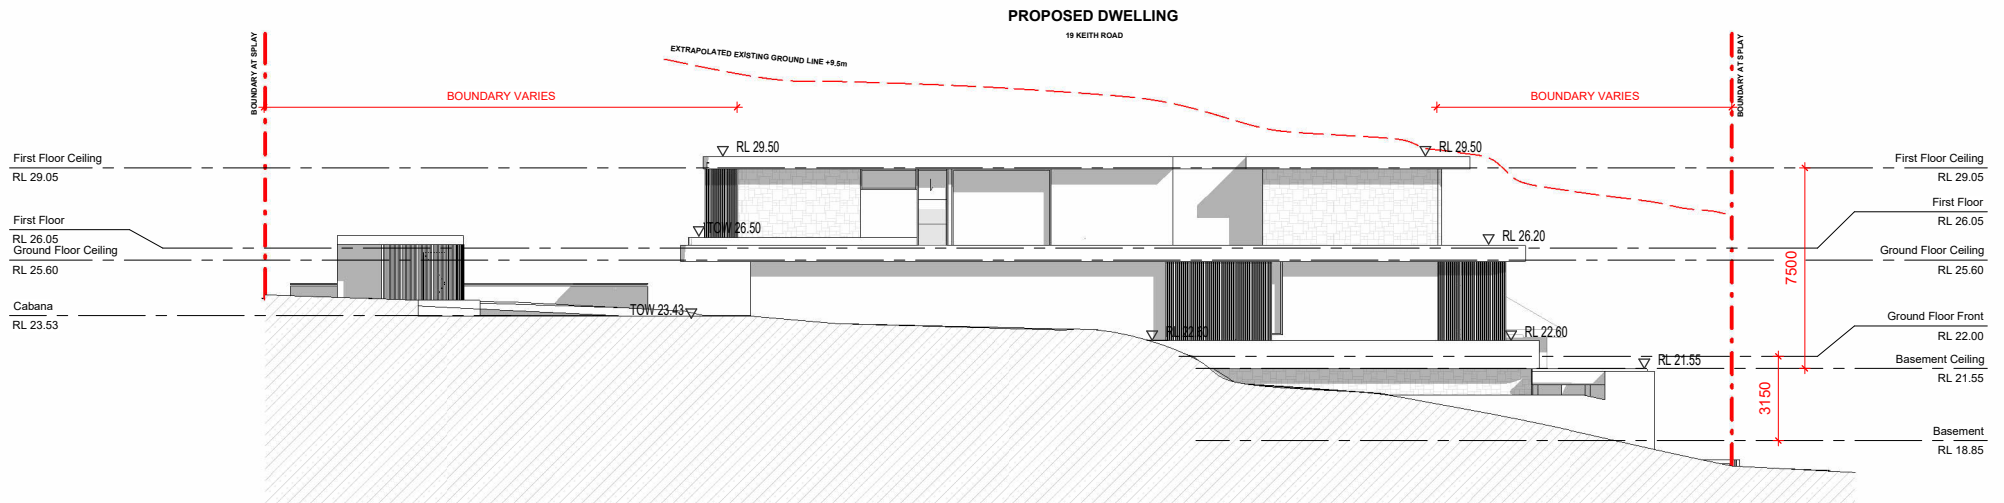 PROPOSED DWELLING
19 KEITH ROAD
BOUNDARY AT SPLAY
EXTRAPOLATED EXISTING GROUND LINE +9.5m
BOUNDARY AT SPLAY
BOUNDARY VARIES
BOUNDARY VARIES
RL 29.50
RL 29.50
First Floor Ceiling
RL 29.05
First Floor Ceiling
RL 29.05
First Floor
RL 26.05
First Floor
RL 26.05
TOW 26.50
RL 26.20
Ground Floor Ceiling
RL 25.60
Ground Floor Ceiling
RL 25.60
7500
Cabana
RL 23.53
TOW 23.43
RL 22.60
RL 22.60
Ground Floor Front
RL 22.00
RL 21.55
Basement Ceiling
RL 21.55
3150
Basement
RL 18.85